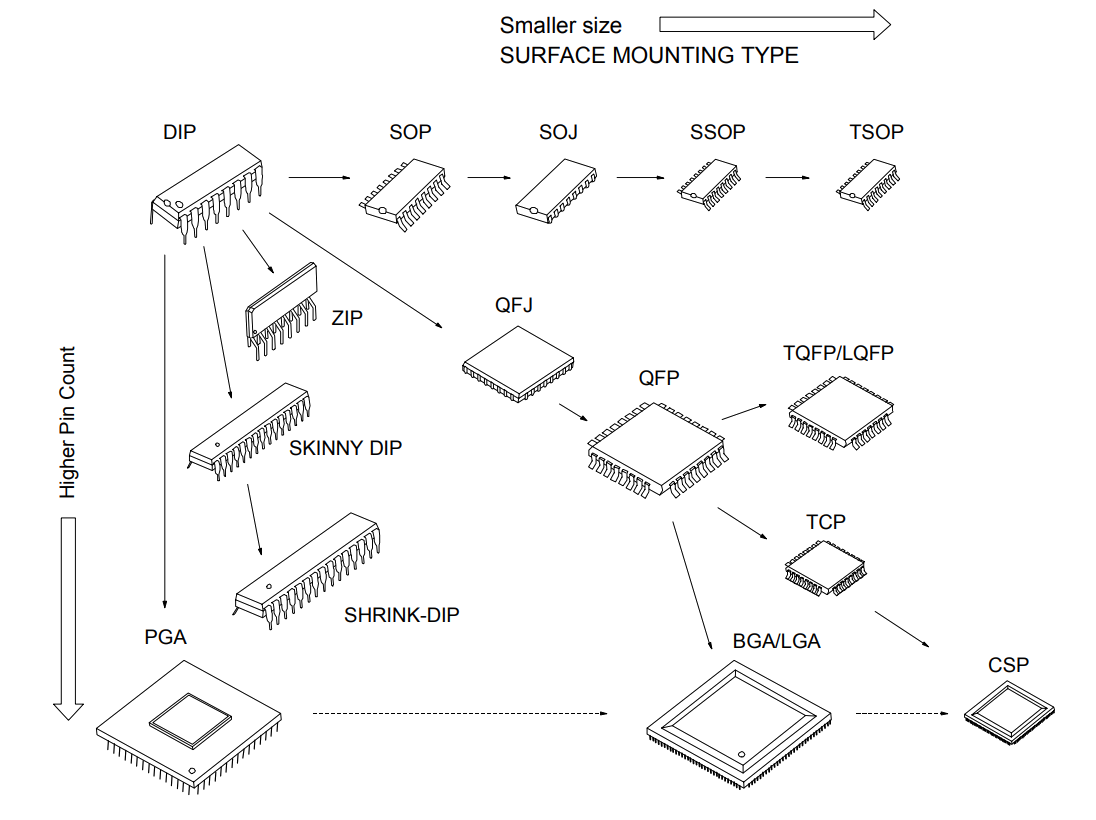 Smaller size
SURFACE MOUNTING TYPE
DIP
SOP
SOJ
SSOP
TSOP
ZIP
QFJ
TQFP/LQFP
QFP
Higher Pin Count
SKINNY DIP
TCP
SHRINK-DIP
PGA
BGA/LGA
CSP